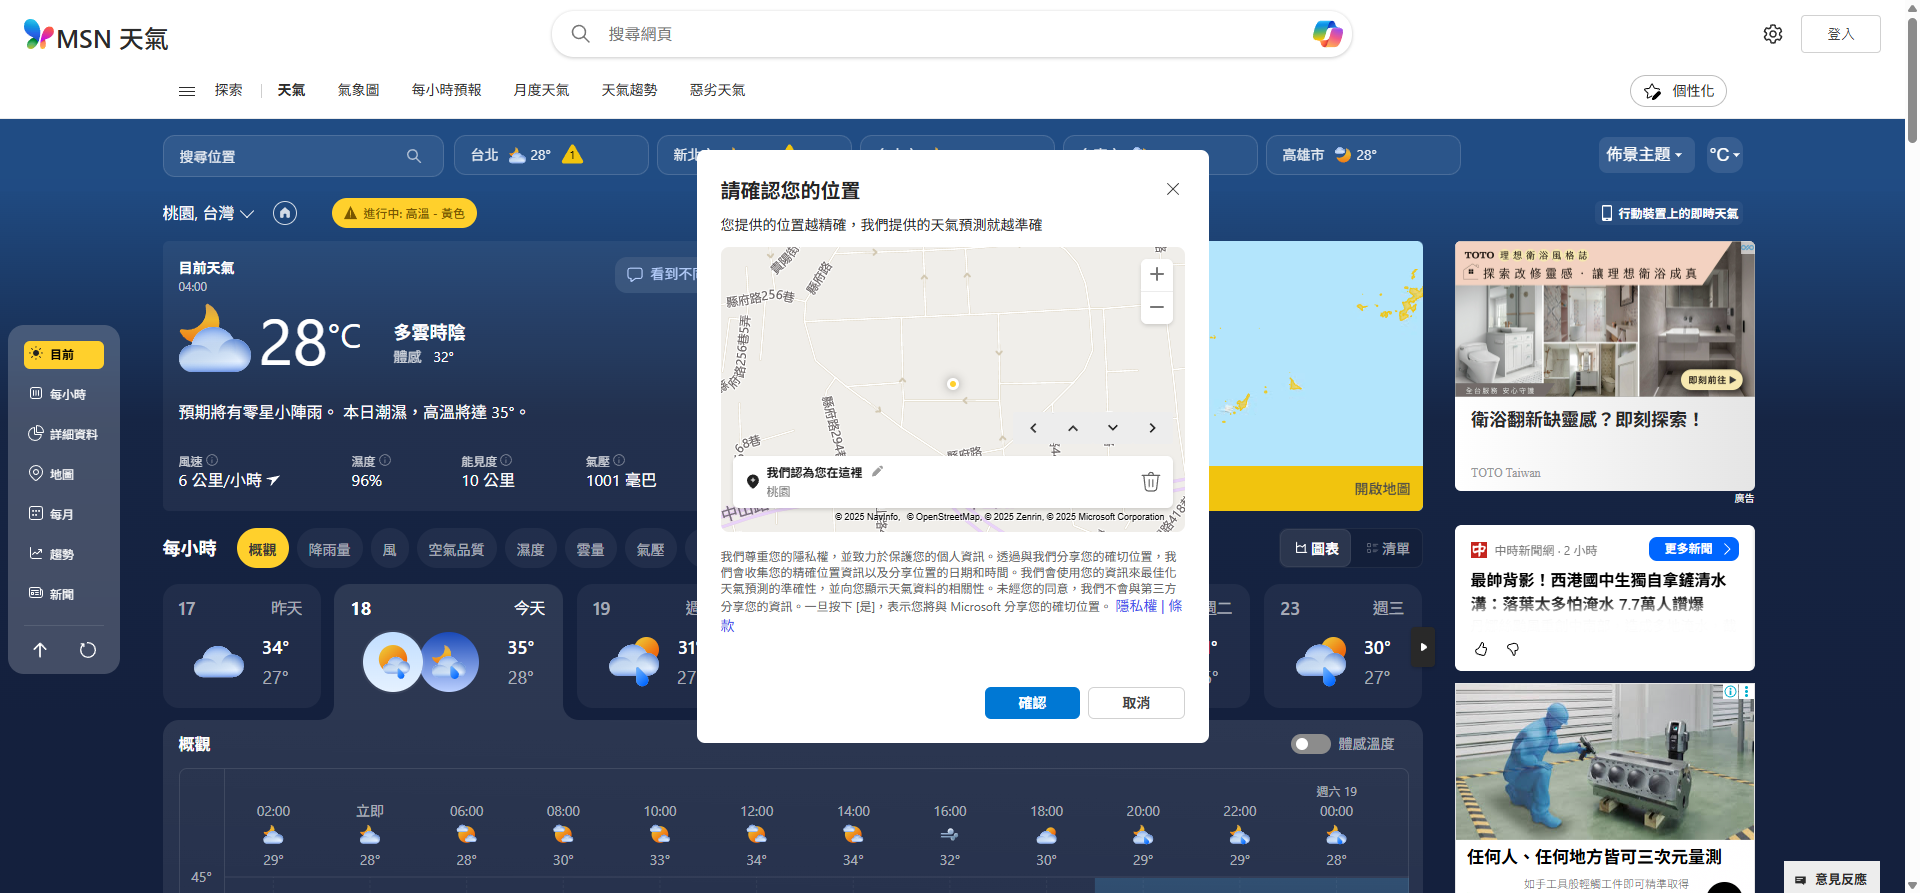 MSN 天氣
搜尋網頁
登入
探索
天氣
氣象圖
每小時預報
月度天氣
天氣趨勢
惡劣天氣
個性化
搜尋位置
台北 28° 1
新北
高雄市 28°
佈景主題
°C
桃園, 台灣
進行中: 高溫 - 黃色
行動裝置上的即時天氣
目前天氣
04:00
看到不同
28°C
多雲時陰
體感 32°
預期將有零星小陣雨。 本日潮濕，高溫將達 35°。
風速
6 公里/小時
濕度
96%
能見度
10 公里
氣壓
1001 毫巴
目前
每小時
詳細資料
地圖
每月
趨勢
新聞
請確認您的位置
您提供的位置越精確，我們提供的天氣預測就越準確
貴陽街
縣府路
縣府路256巷
縣府路256巷5弄
縣府路294巷
縣府路
我們認為您在這裡
桃園
© 2025 NavInfo, © OpenStreetMap, © 2025 Zenrin, © 2025 Microsoft Corporation
我們尊重您的隱私權，並致力於保護您的個人資訊。透過與我們分享您的確切位置，我
們會收集您的精確位置資訊以及分享位置的日期和時間。我們會使用您的資訊來最佳化
天氣預測的準確性，並向您顯示天氣資料的相關性。未經您的同意，我們不會與第三方
分享您的資訊。一旦按下 [是]，表示您將與 Microsoft 分享您的確切位置。 隱私權 | 條
款
確認
取消
開啟地圖
每小時
概觀
降雨量
風
空氣品質
濕度
雲量
氣壓
圖表
清單
17 昨天
34°
27°
18 今天
35°
28°
19 週
31°
27
週二
23 週三
30°
27°
概觀
體感溫度
週六 19
02:00 立即 06:00 08:00 10:00 12:00 14:00 16:00 18:00 20:00 22:00 00:00
29° 28° 28° 30° 33° 34° 34° 32° 30° 29° 29° 28°
45°
TOTO 理想衛浴風格誌
探索改修靈感．讓理想衛浴成真
全台服務 安心守護
即刻前往
衛浴翻新缺靈感？即刻探索！
TOTO Taiwan
廣告
中時新聞網 · 2 小時
更多新聞
最帥背影！西港國中生獨自拿鏟清水
溝：落葉太多怕淹水 7.7萬人讚爆
任何人、任何地方皆可三次元量測
如手工具般輕觸工件即可精準取得
意見反應